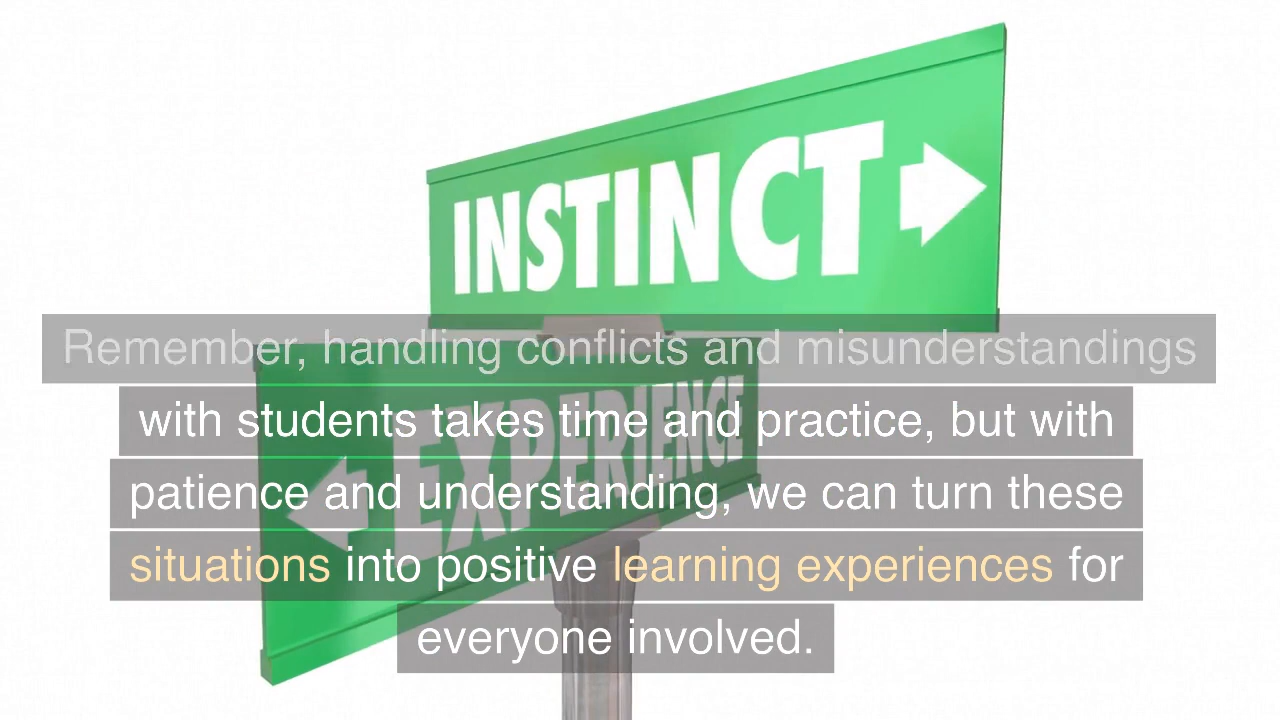 INSTINCT
EXPERIENCE
Remember, handling conflicts and misunderstandings
with students takes time and practice, but with
patience and understanding, we can turn these
situations into positive learning experiences for
everyone involved.